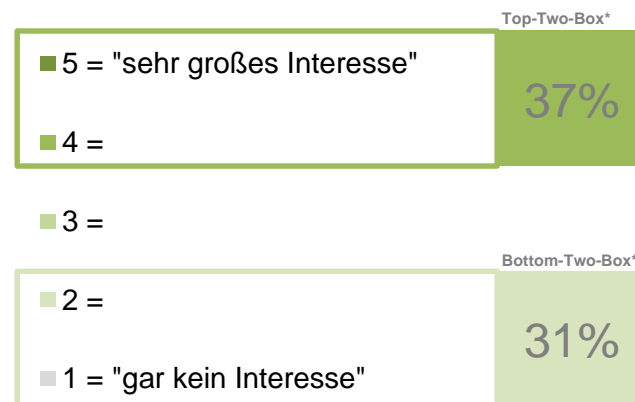 Top-Two-Box*
5 = "sehr großes Interesse"
37%
4 =
3 =
Bottom-Two-Box*
2 =
31%
1 = "gar kein Interesse"